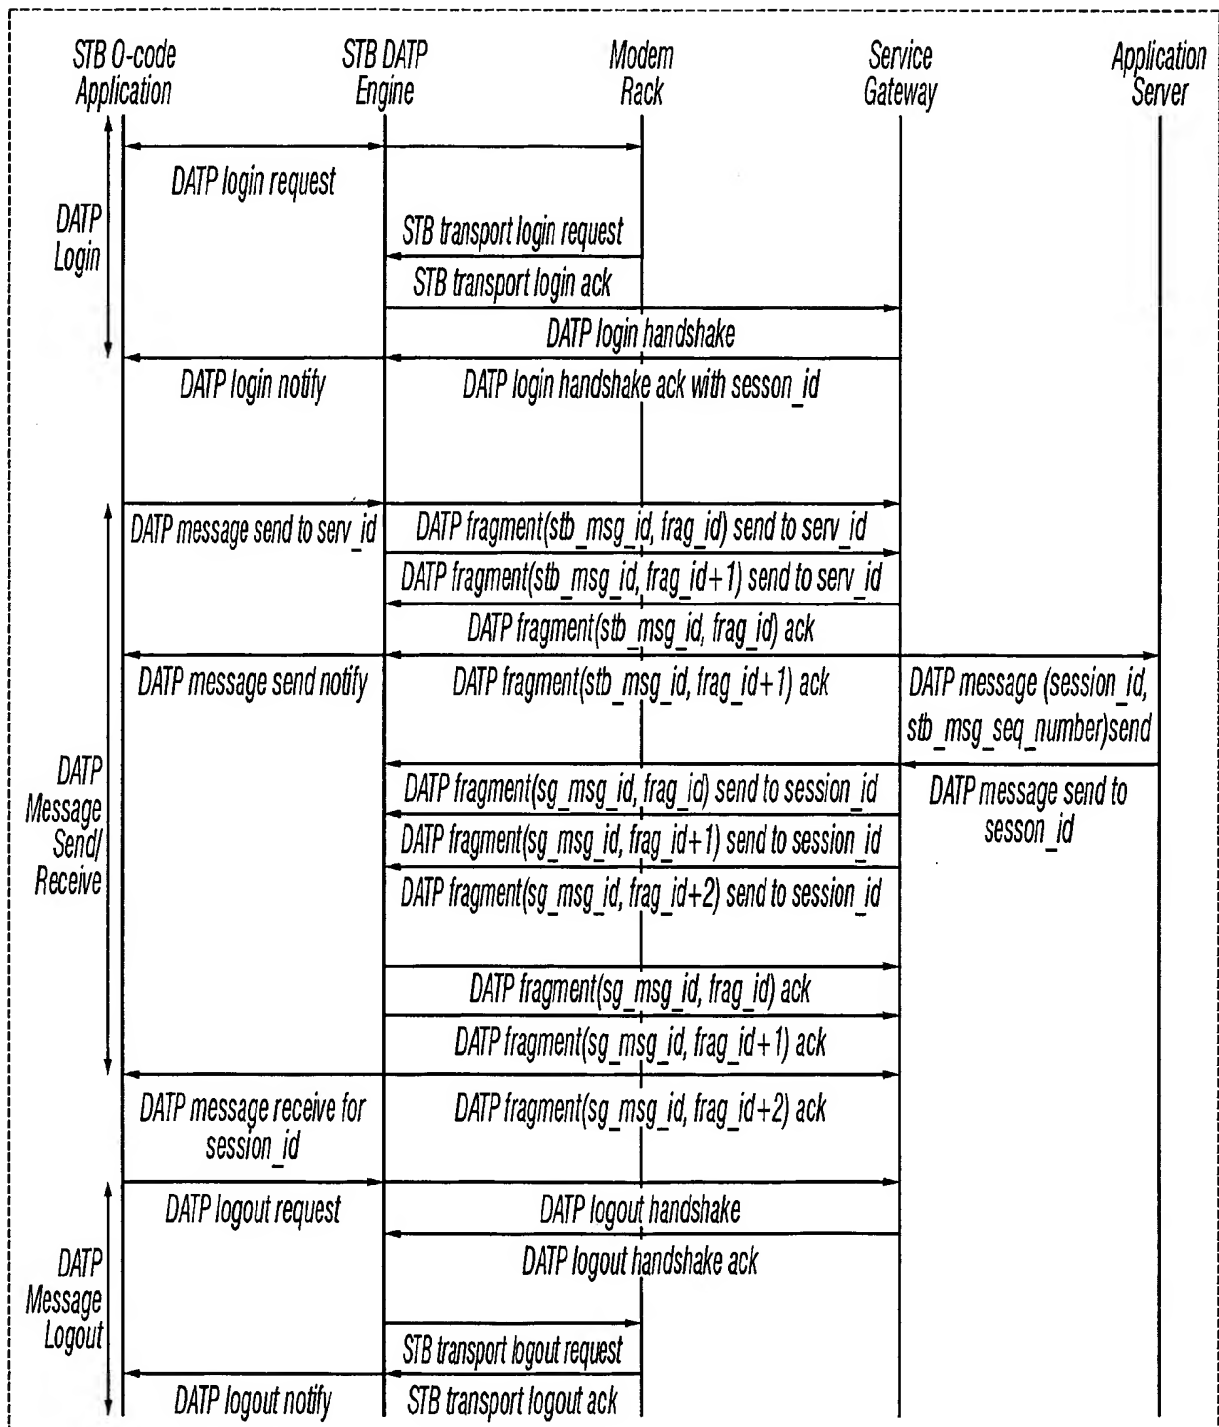 STB O-code
Application
STB DATP
Engine
Modem
Rack
Service
Gateway
Application
Server
DATP
Login
DATP login request
STB transport login request
STB transport login ack
DATP login handshake
DATP login notify
DATP login handshake ack with sesson_id
DATP message send to serv_id
DATP fragment(stb_msg_id, frag_id) send to serv_id
DATP fragment(stb_msg_id, frag_id+1) send to serv_id
DATP fragment(stb_msg_id, frag_id) ack
DATP message send notify
DATP fragment(stb_msg_id, frag_id+1) ack
DATP message (session_id,
stb_msg_seq_number)send
DATP
Message
Send/
Receive
DATP fragment(sg_msg_id, frag_id) send to session_id
DATP message send to
sesson_id
DATP fragment(sg_msg_id, frag_id+1) send to session_id
DATP fragment(sg_msg_id, frag_id+2) send to session_id
DATP fragment(sg_msg_id, frag_id) ack
DATP fragment(sg_msg_id, frag_id+1) ack
DATP message receive for
session_id
DATP fragment(sg_msg_id, frag_id+2) ack
DATP logout request
DATP logout handshake
DATP logout handshake ack
DATP
Message
Logout
STB transport logout request
DATP logout notify
STB transport logout ack